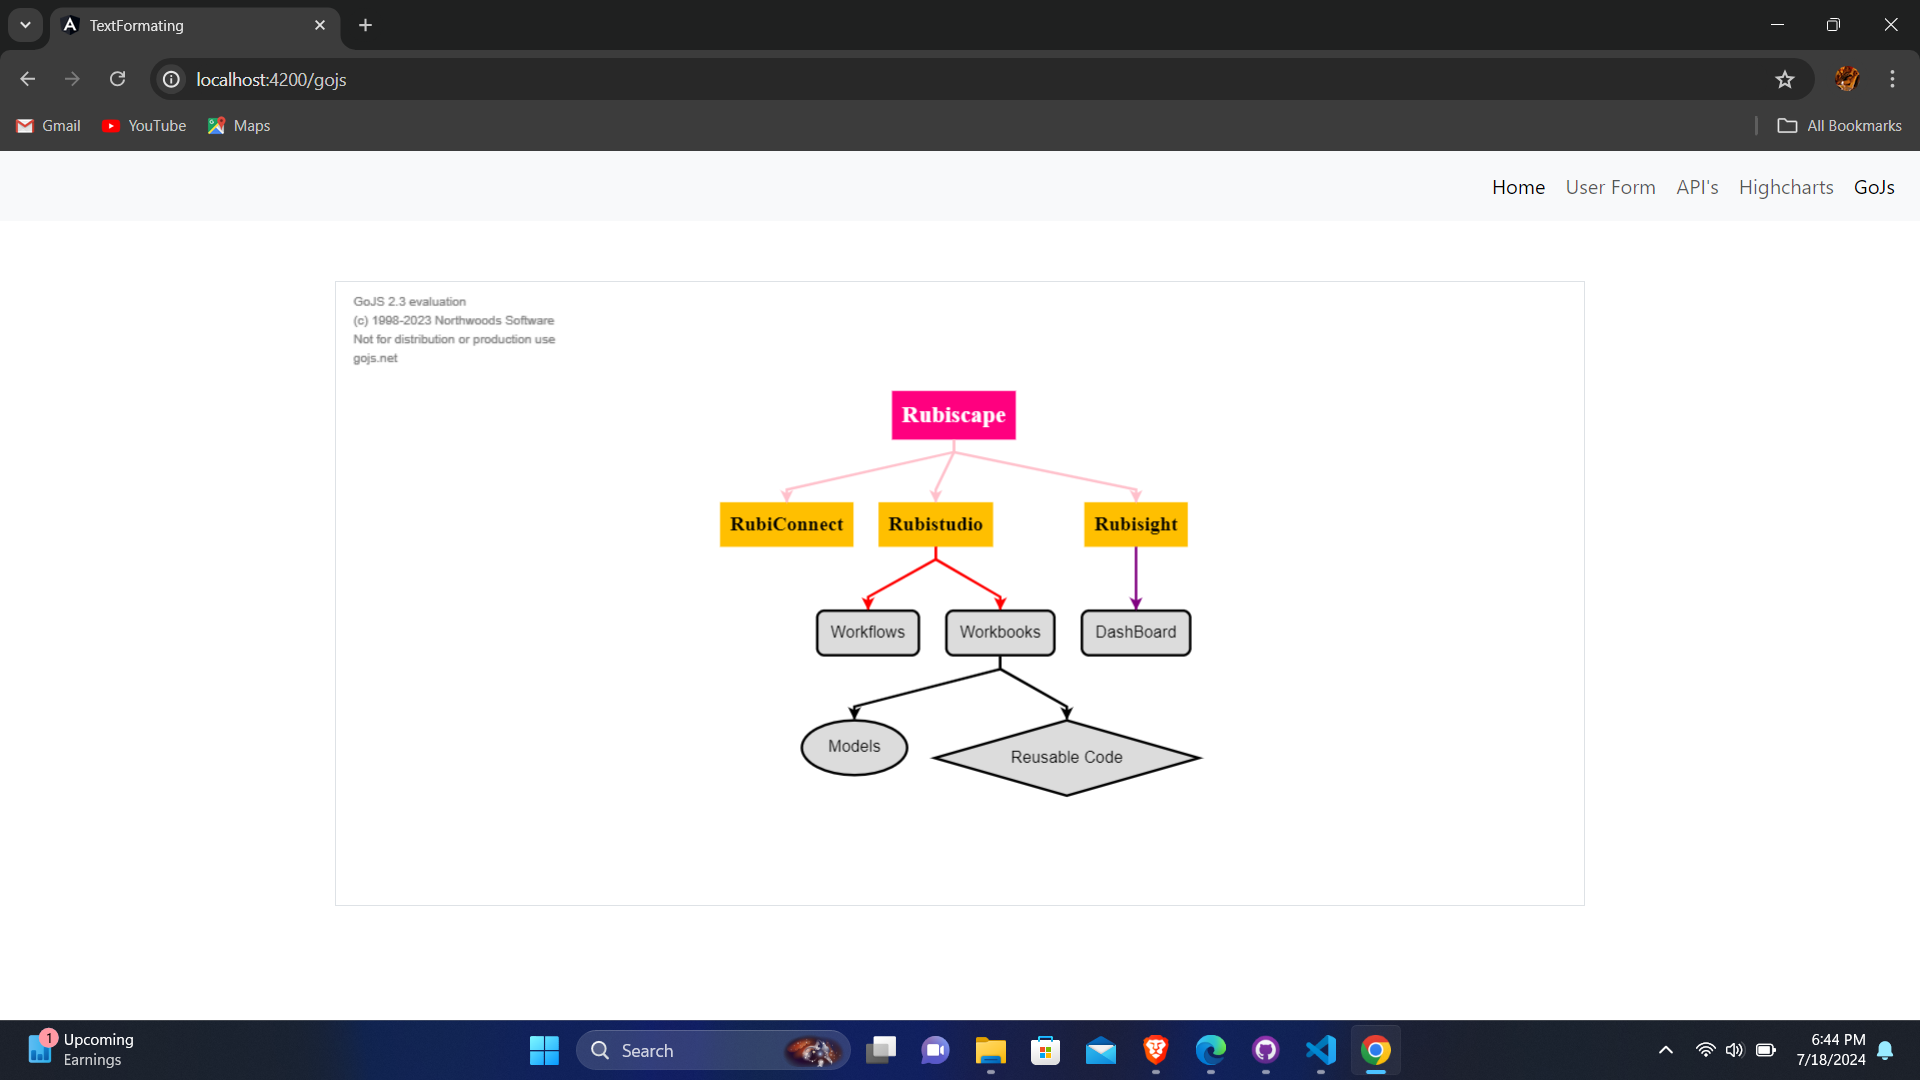 TextFormating
localhost:4200/gojs
Gmail YouTube Maps All Bookmarks
Home User Form API's Highcharts GoJs
GoJS 2.3 evaluation
(c) 1998-2023 Northwoods Software
Not for distribution or production use
gojs.net
Rubiscape
RubiConnect Rubistudio Rubisight
Workflows Workbooks DashBoard
Models Reusable Code
1 Upcoming
Earnings
Search
6:44 PM
7/18/2024